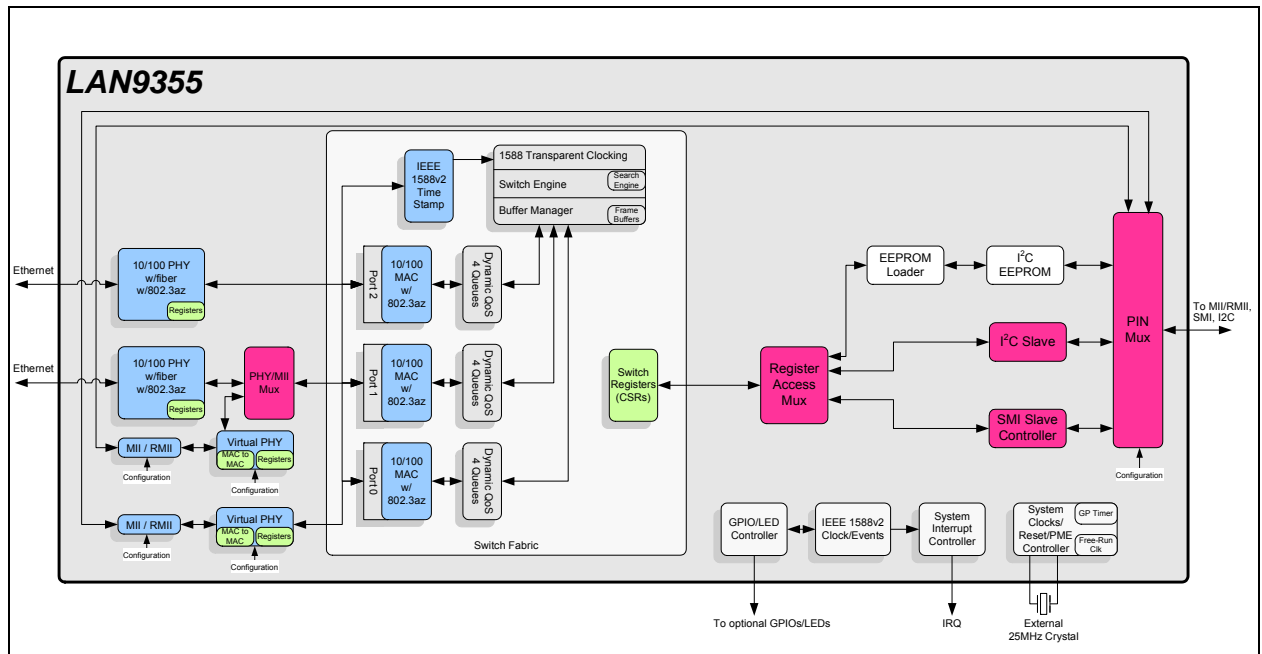 LAN9355
1588 Transparent Clocking
Switch Engine
Search
Engine
Buffer Manager
Frame
Buffers
IEEE
1588v2
Time
Stamp
Ethernet
10/100 PHY
w/fiber
w/802.3az
Registers
Port 2
10/100
MAC
w/
802.3az
Dynamic QoS
4 Queues
Ethernet
10/100 PHY
w/fiber
w/802.3az
Registers
PHY/MII
Mux
Port 1
10/100
MAC
w/
802.3az
Dynamic QoS
4 Queues
MII / RMII
Configuration
Virtual PHY
MAC to
MAC
Registers
Configuration
Port 0
10/100
MAC
w/
802.3az
Dynamic QoS
4 Queues
MII / RMII
Configuration
Virtual PHY
MAC to
MAC
Registers
Configuration
Switch Fabric
Switch
Registers
(CSRs)
Register
Access
Mux
EEPROM
Loader
I²C
EEPROM
I²C Slave
SMI Slave
Controller
PIN
Mux
Configuration
To MII/RMII,
SMI, I2C
GPIO/LED
Controller
IEEE 1588v2
Clock/Events
System
Interrupt
Controller
System
Clocks/
Reset/PME
Controller
GP Timer
Free-Run
Clk
To optional GPIOs/LEDs
IRQ
External
25MHz Crystal